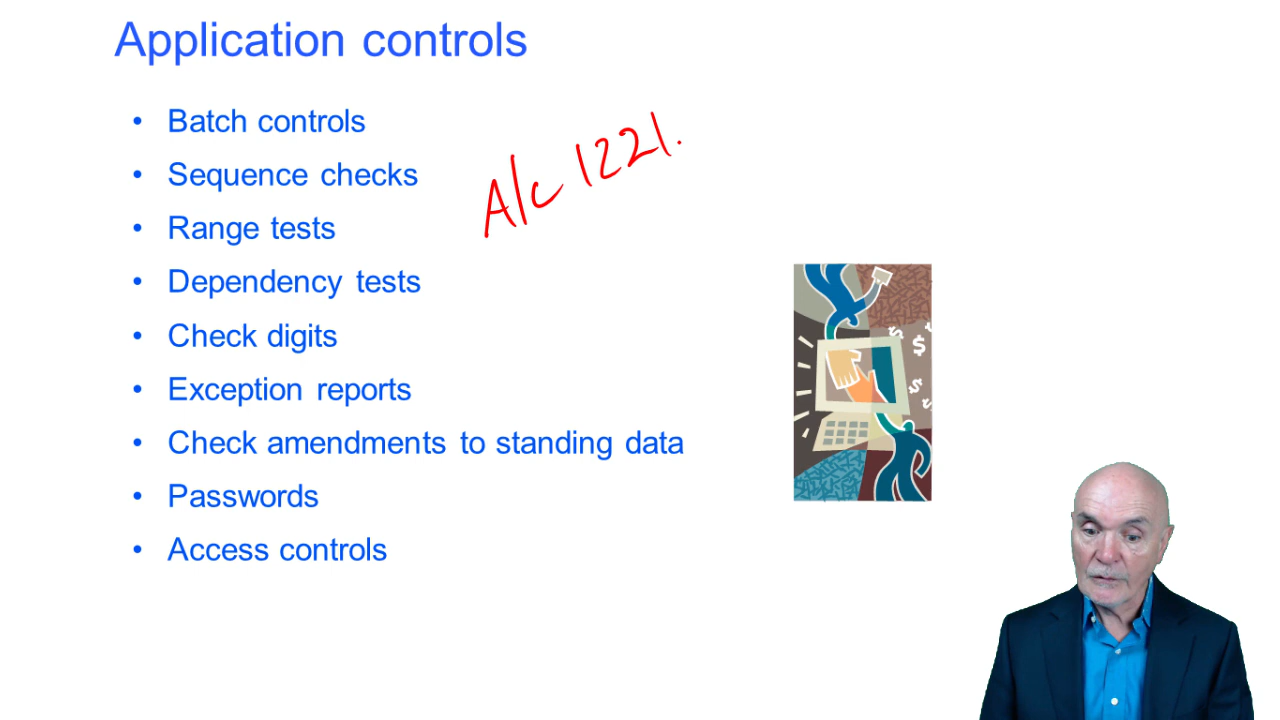 Application controls
• Batch controls
• Sequence checks
A/c 1221.
• Range tests
• Dependency tests
• Check digits
• Exception reports
• Check amendments to standing data
• Passwords
• Access controls
$